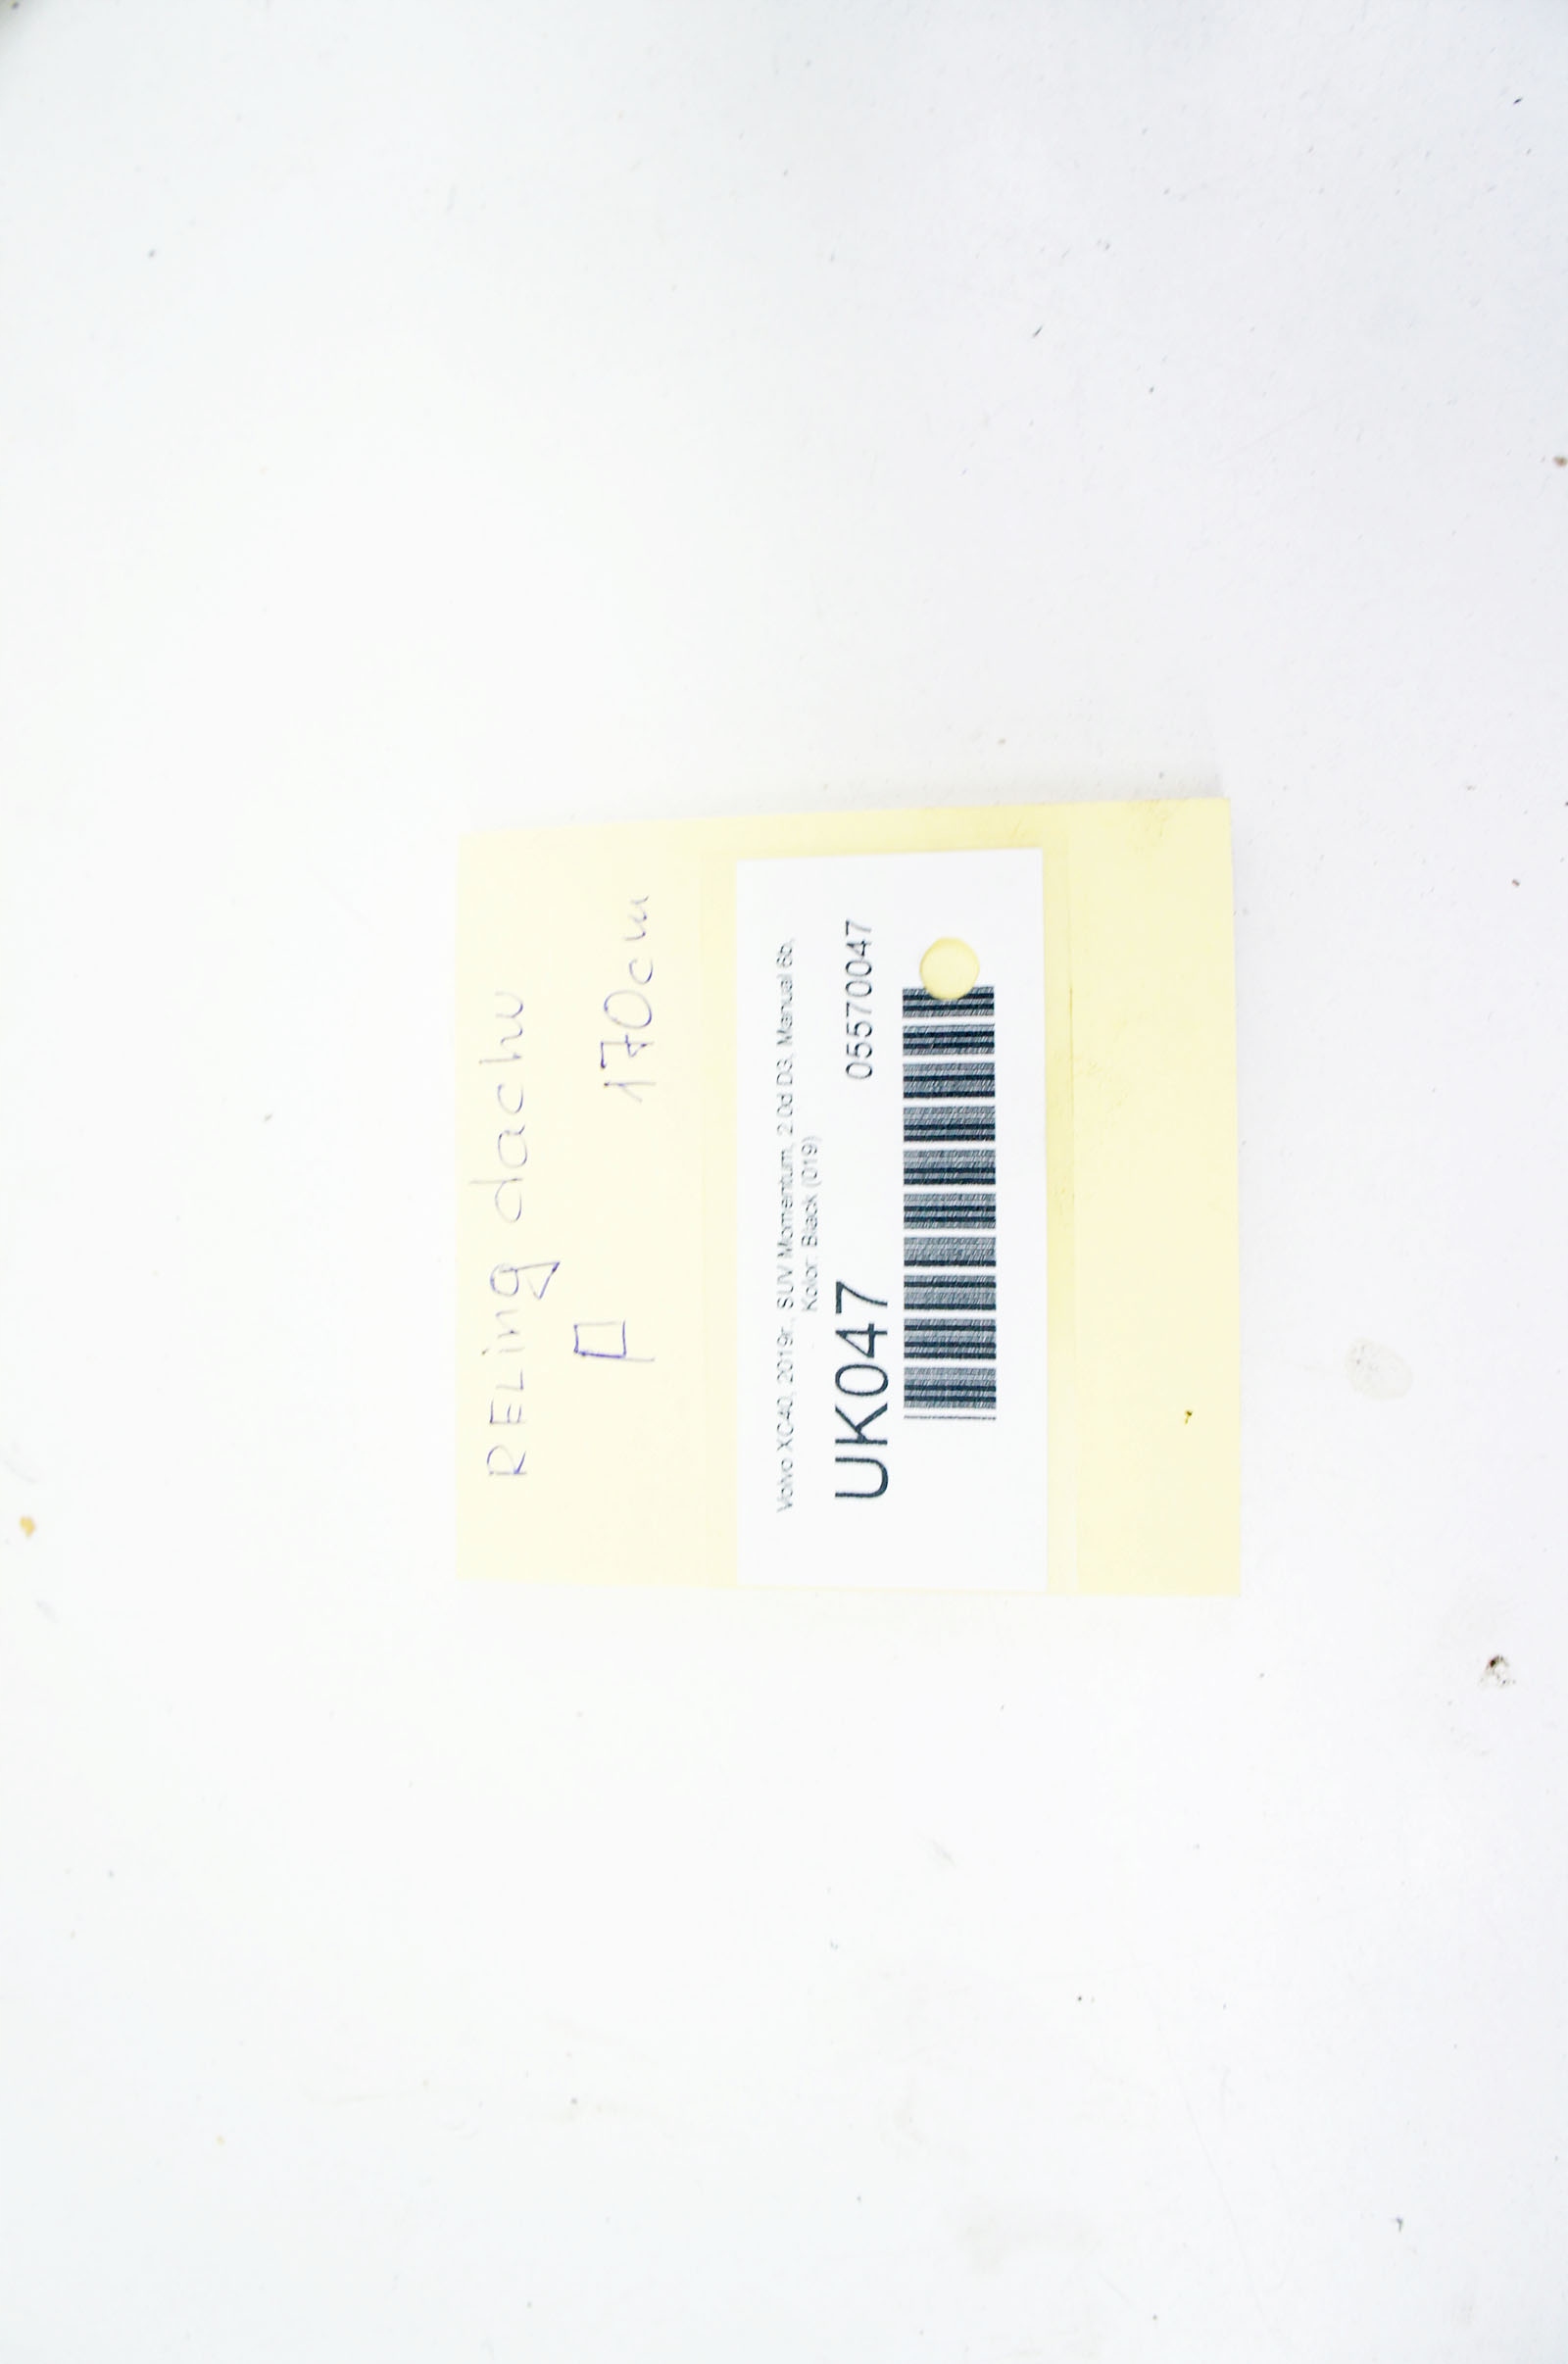 RELing dachu
P
170cm
Volvo XC40, 2019r., SUV Momentum, 2.0d D3, Manual 6b,
Kolor: Black (019)
UK047
05570047